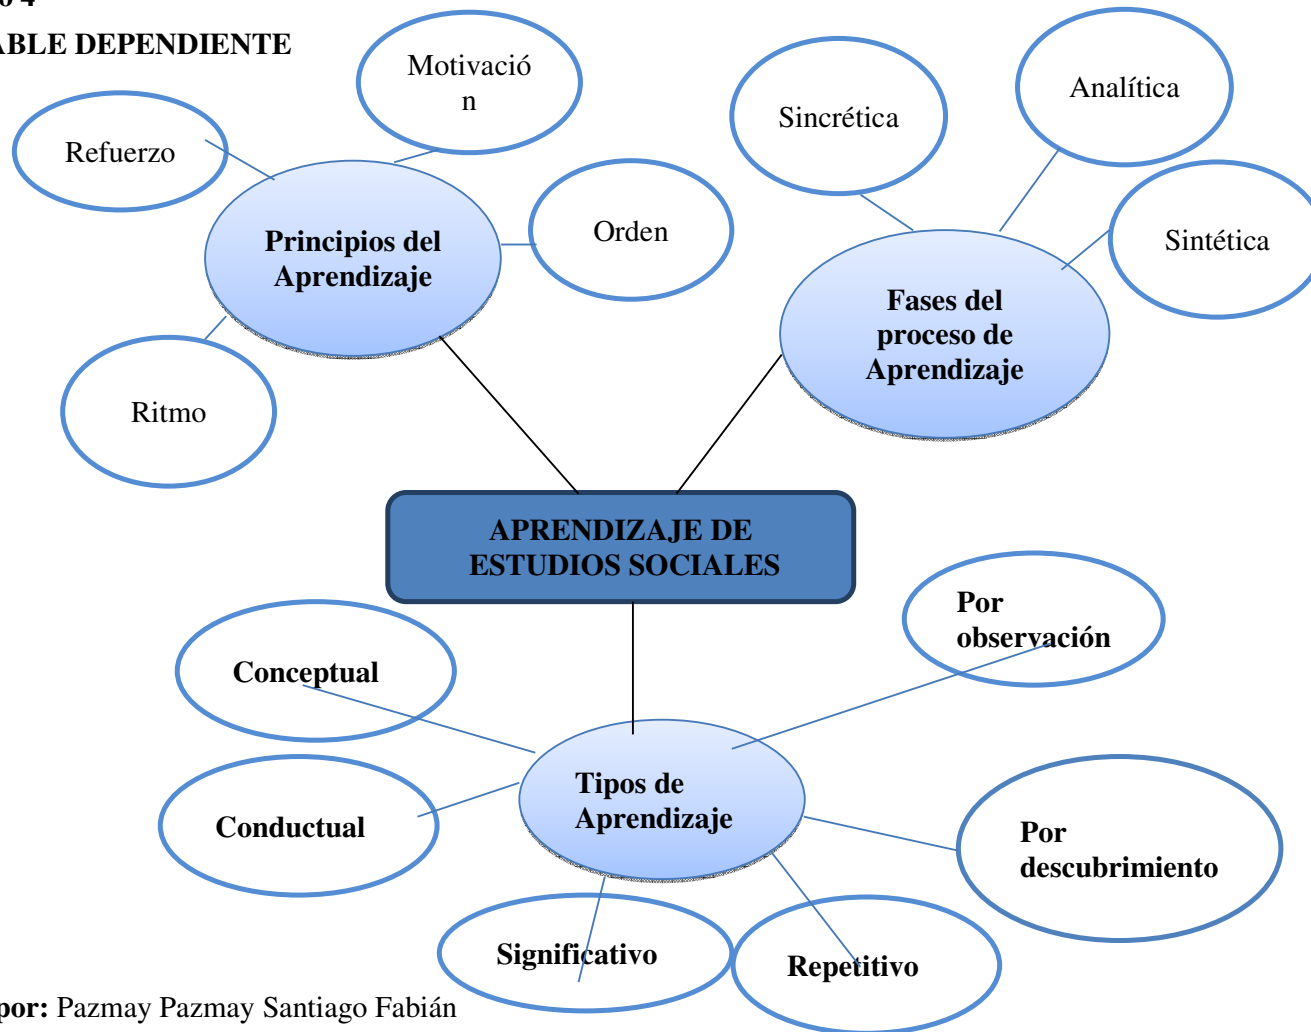 o 4
ABLE DEPENDIENTE
Motivació
n
Analítica
Sincrética
Refuerzo
Orden
Sintética
Principios del
Aprendizaje
Fases del
proceso de
Aprendizaje
Ritmo
APRENDIZAJE DE
ESTUDIOS SOCIALES
Por
observación
Conceptual
Tipos de
Aprendizaje
Conductual
Por
descubrimiento
Significativo
Repetitivo
por: Pazmay Pazmay Santiago Fabián